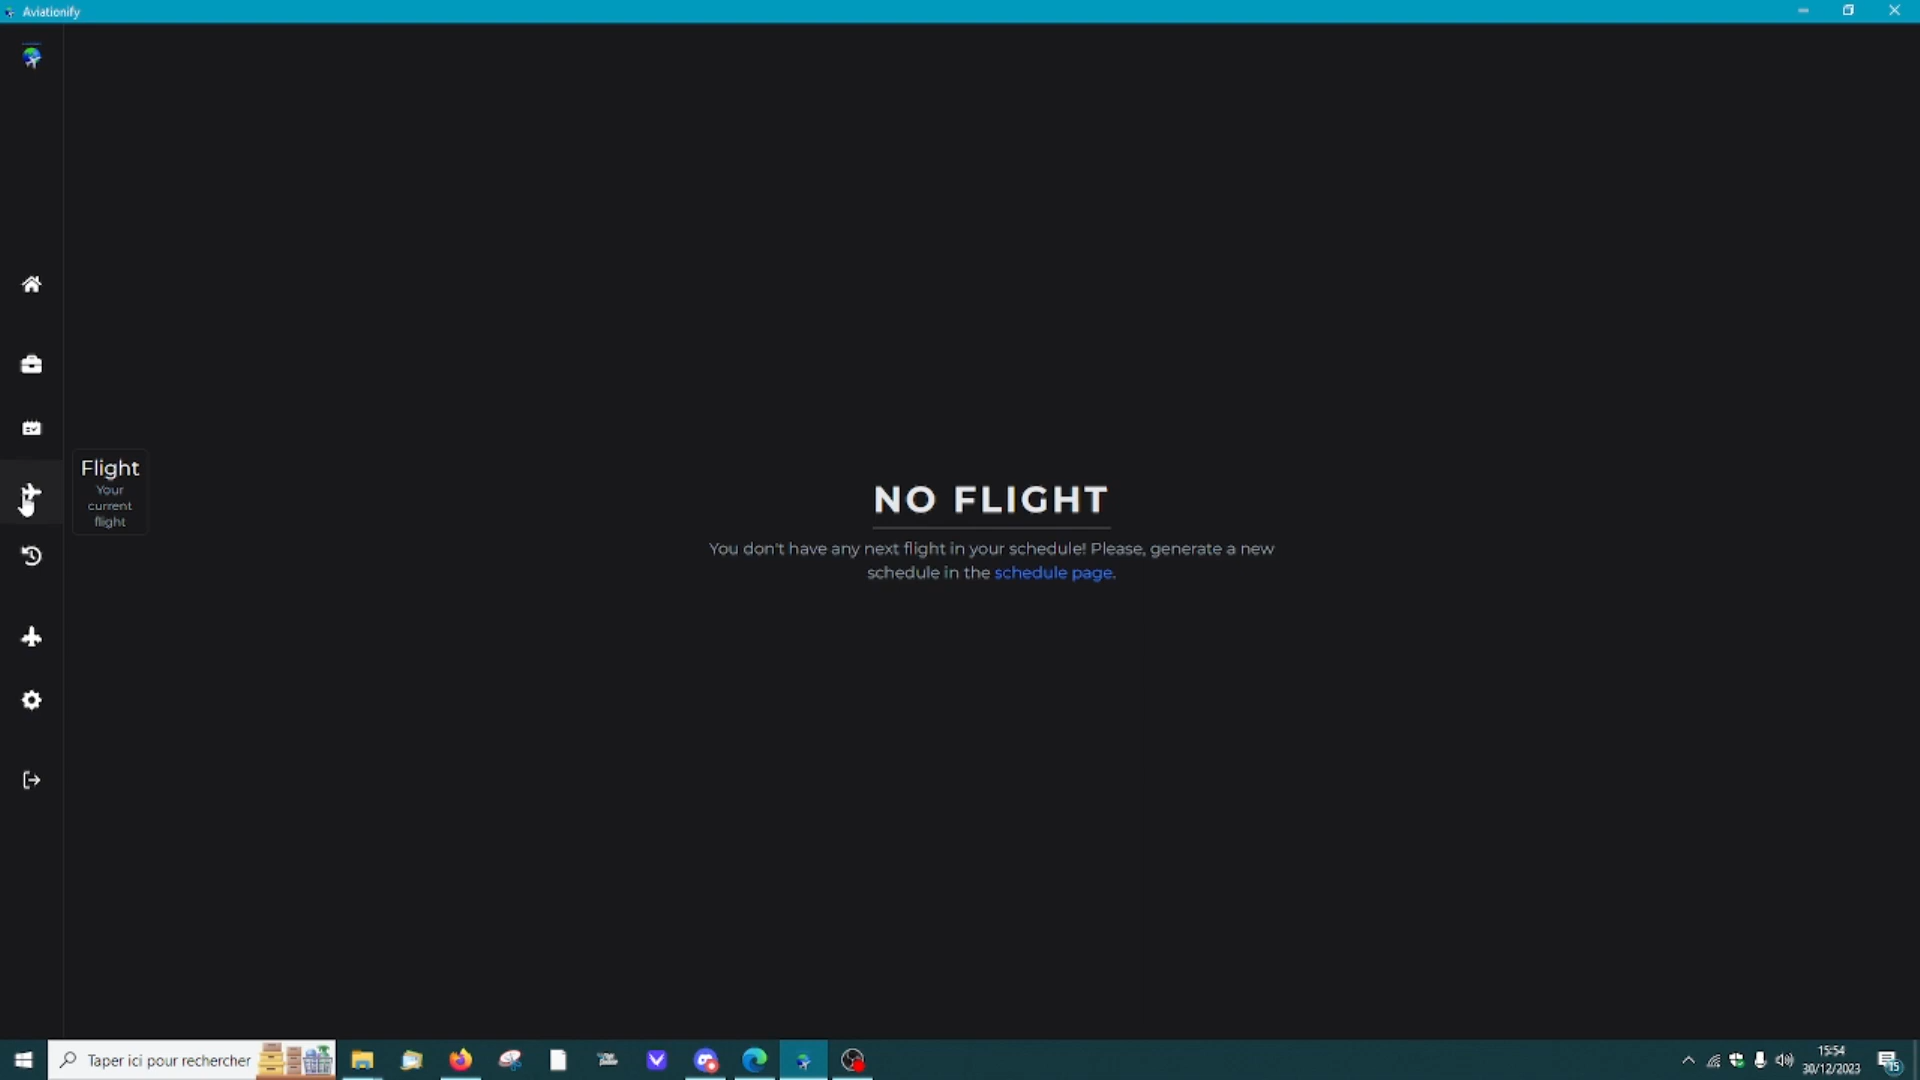 Aviationify
Flight
Your
current
flight
NO FLIGHT
You don't have any next flight in your schedule! Please, generate a new
schedule in the schedule page.
Taper ici pour rechercher
15:54
30/12/2023
15